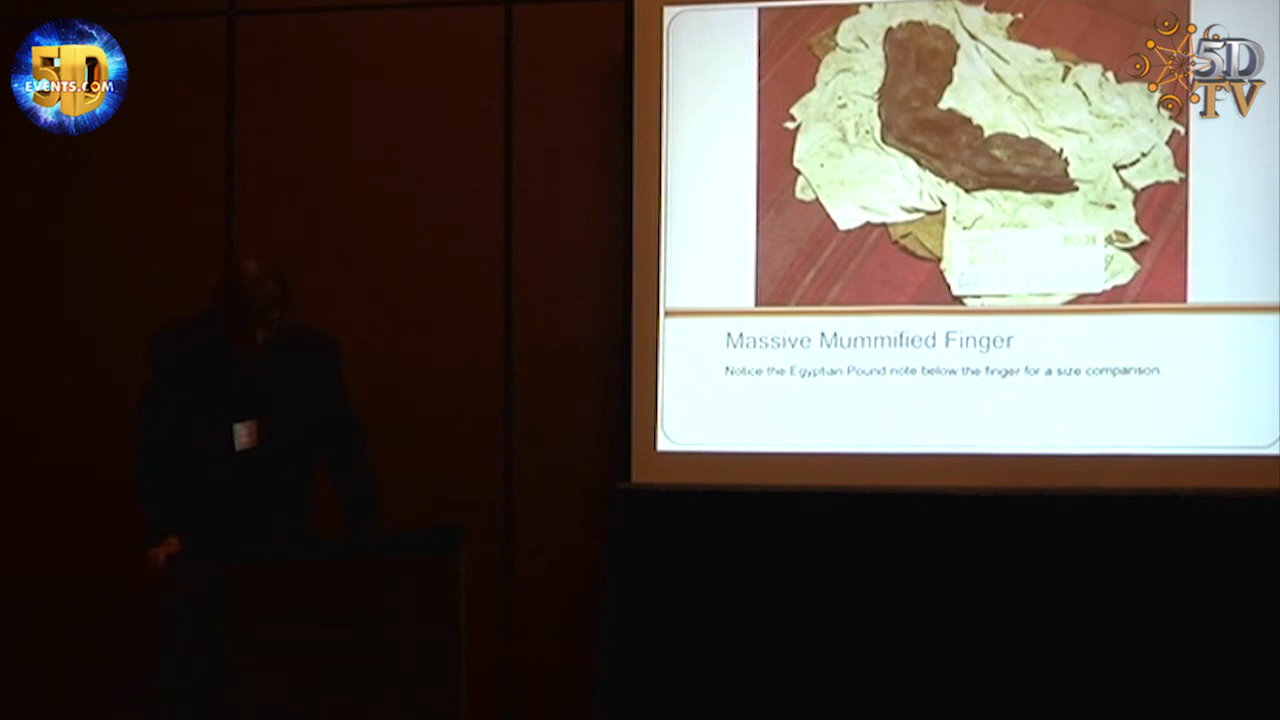 5D
EVENTS.COM
5D
TV
Massive Mummified Finger
Notice the Egyptian Pound note below the finger for a size comparison.